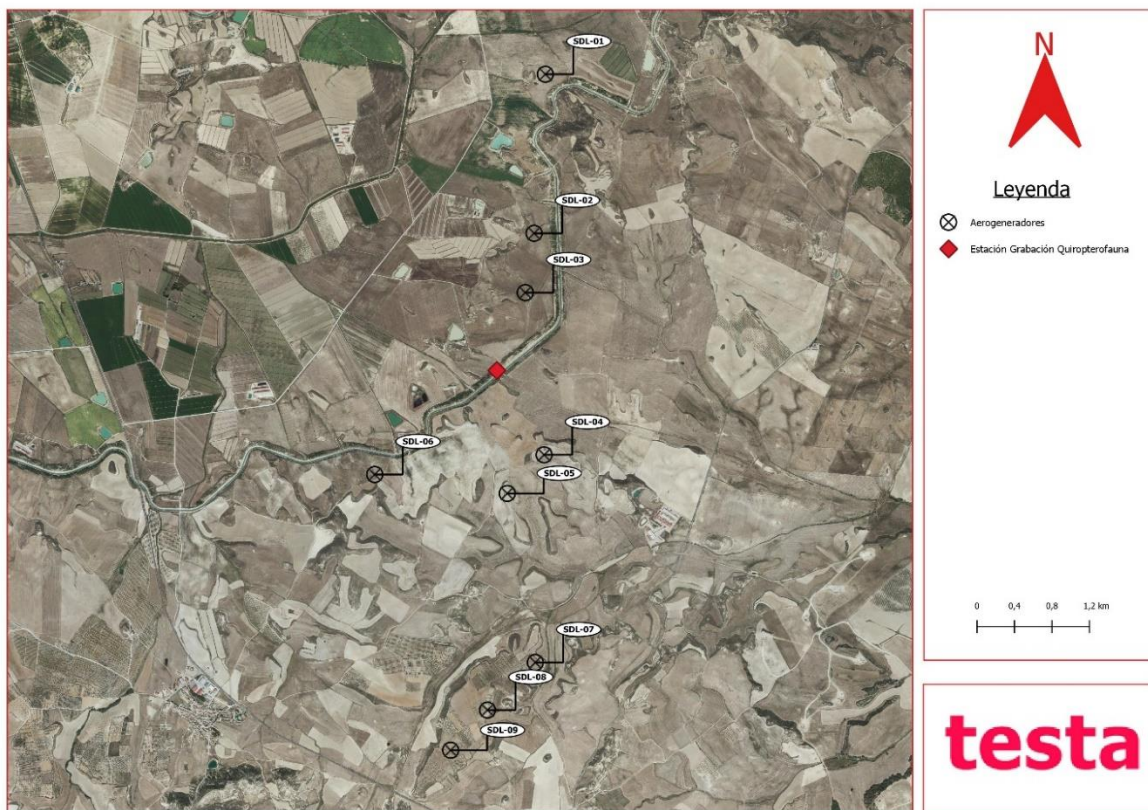 SDL-01
SDL-02
SDL-03
SDL-04
SDL-06
SDL-05
SDL-07
SDL-08
SDL-09
N
Leyenda
Aerogeneradores
Estación Grabación Quiropterofauna
0 0,4 0,8 1,2 km
testa